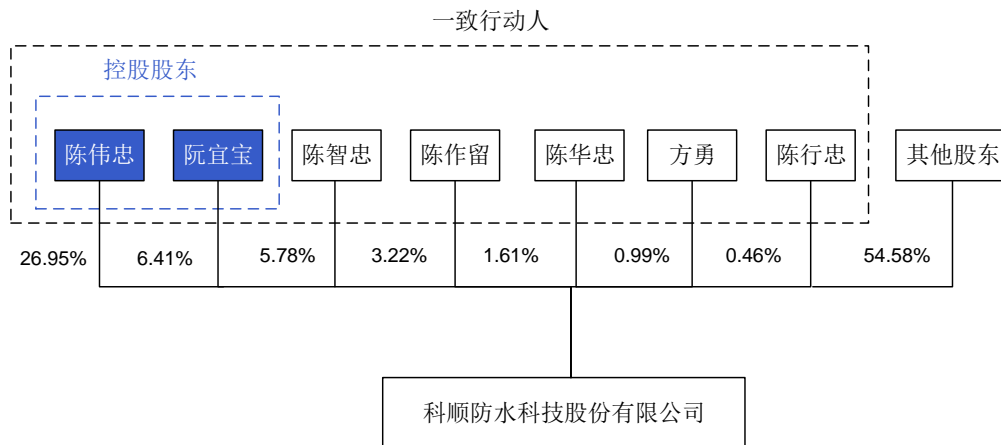 一致行动人
控股股东
陈伟忠 阮宜宝 陈智忠 陈作留 陈华忠 方勇 陈行忠 其他股东
26.95% 6.41% 5.78% 3.22% 1.61% 0.99% 0.46% 54.58%
科顺防水科技股份有限公司